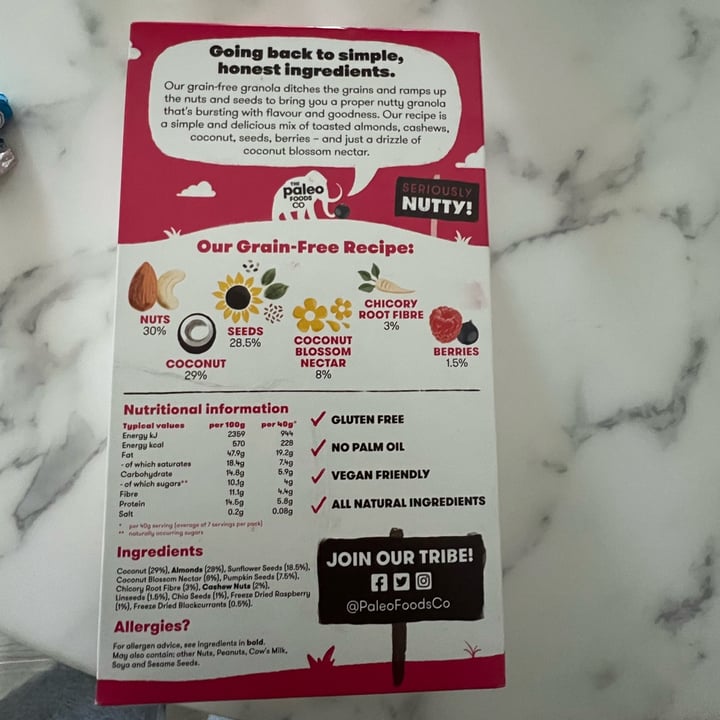 Going back to simple,
honest ingredients.
Our grain-free granola ditches the grains and ramps up
the nuts and seeds to bring you a proper nutty granola
that's bursting with flavour and goodness. Our recipe is
a simple and delicious mix of toasted almonds, cashews,
coconut, seeds, berries – and just a drizzle of
coconut blossom nectar.
THE
paleo
FOODS
CO
SERIOUSLY
NUTTY!
Our Grain-Free Recipe:
NUTS
30%
COCONUT
29%
SEEDS
28.5%
COCONUT
BLOSSOM
NECTAR
8%
CHICORY
ROOT FIBRE
3%
BERRIES
1.5%
Nutritional information
Typical values per 100g per 40g*
Energy kJ 2359 944
Energy kcal 570 228
Fat 47.9g 19.2g
- of which saturates 18.4g 7.4g
Carbohydrate 14.8g 5.9g
- of which sugars** 10.1g 4g
Fibre 11.1g 4.4g
Protein 14.5g 5.8g
Salt 0.2g 0.08g
* per 40g serving (average of 7 servings per pack)
** naturally occurring sugars
GLUTEN FREE
NO PALM OIL
VEGAN FRIENDLY
ALL NATURAL INGREDIENTS
Ingredients
Coconut (29%), Almonds (28%), Sunflower Seeds (18.5%),
Coconut Blossom Nectar (8%), Pumpkin Seeds (7.5%),
Chicory Root Fibre (3%), Cashew Nuts (2%),
Linseeds (1.5%), Chia Seeds (1%), Freeze Dried Raspberry
(1%), Freeze Dried Blackcurrants (0.5%).
Allergies?
For allergen advice, see ingredients in bold.
May also contain: other Nuts, Peanuts, Cow's Milk,
Soya and Sesame Seeds.
JOIN OUR TRIBE!
@PaleoFoodsCo